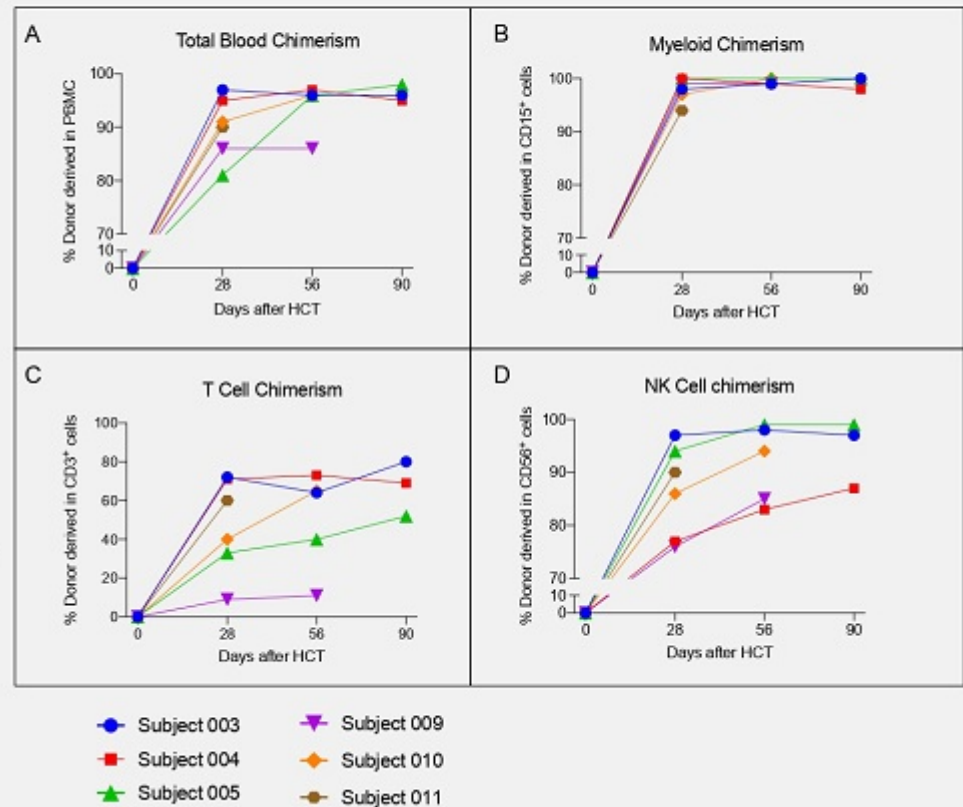 A
Total Blood Chimerism
% Donor derived in PBMC
100
90
80
70
10
0
0 28 56 90
Days after HCT
B
Myeloid Chimerism
% Donor derived in CD15⁺ cells
100
90
80
70
10
0
0 28 56 90
Days after HCT
C
T Cell Chimerism
% Donor derived in CD3⁺ cells
100
80
60
40
20
0
0 28 56 90
Days after HCT
D
NK Cell chimerism
% Donor derived in CD56⁺ cells
100
90
80
70
10
0
0 28 56 90
Days after HCT
Subject 003
Subject 004
Subject 005
Subject 009
Subject 010
Subject 011